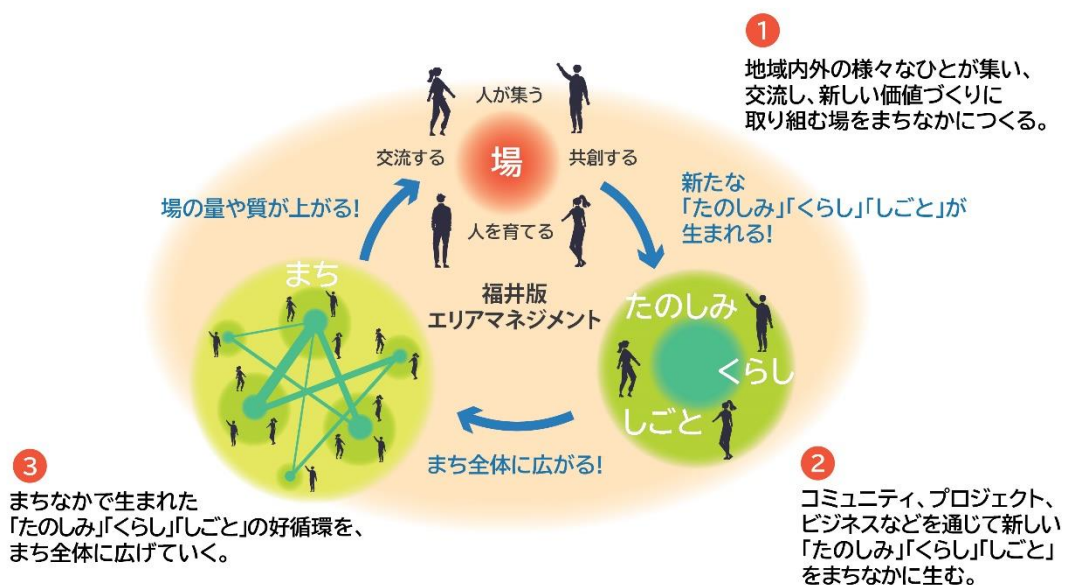 1
地域内外の様々なひとが集い、
交流し、新しい価値づくりに
取り組む場をまちなかにつくる。
人が集う
交流する
場
共創する
人を育てる
場の量や質が上がる!
新たな
「たのしみ」「くらし」「しごと」が
生まれる!
まち
福井版
エリアマネジメント
たのしみ
くらし
しごと
まち全体に広がる!
2
コミュニティ、プロジェクト、
ビジネスなどを通じて新しい
「たのしみ」「くらし」「しごと」
をまちなかに生む。
3
まちなかで生まれた
「たのしみ」「くらし」「しごと」の好循環を、
まち全体に広げていく。